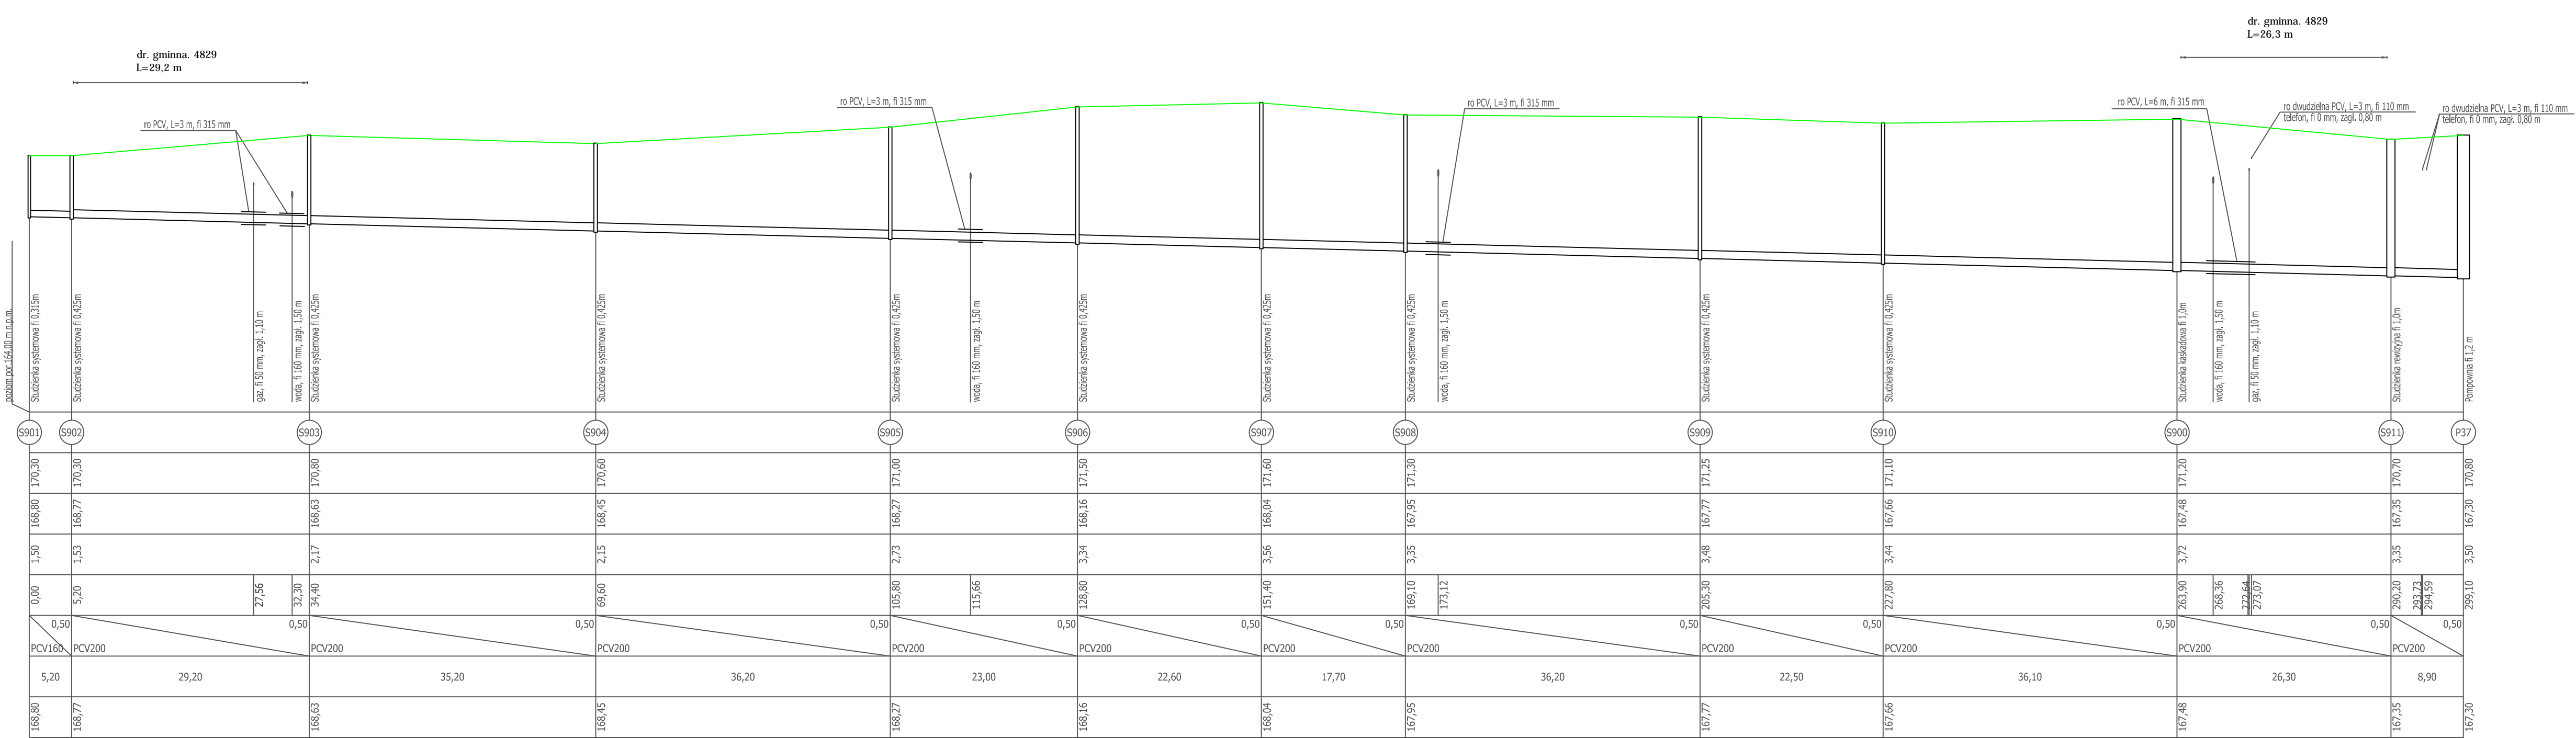 dr. gminna. 4829
L=26,3 m
dr. gminna. 4829
L=29,2 m
ro PCV, L=3 m, fi 315 mm
ro PCV, L=3 m, fi 315 mm
ro PCV, L=3 m, fi 315 mm
ro PCV, L=6 m, fi 315 mm
ro dwudzielna PCV, L=3 m, fi 110 mm
telefon, fi 0 mm, zagł. 0,80 m
ro dwudzielna PCV, L=3 m, fi 110 mm
telefon, fi 0 mm, zagł. 0,80 m
poziom por.164,00 m n.p.m.
Studzienka systemowa fi 0,315m
Studzienka systemowa fi 0,425m
gaz, fi 50 mm, zagł. 1,10 m
woda, fi 160 mm, zagł. 1,50 m
Studzienka systemowa fi 0,425m
Studzienka systemowa fi 0,425m
Studzienka systemowa fi 0,425m
woda, fi 160 mm, zagł. 1,50 m
Studzienka systemowa fi 0,425m
Studzienka systemowa fi 0,425m
Studzienka systemowa fi 0,425m
woda, fi 160 mm, zagł. 1,50 m
Studzienka systemowa fi 0,425m
Studzienka systemowa fi 0,425m
Studzienka kaskadowa fi 1,0m
woda, fi 160 mm, zagł. 1,50 m
gaz, fi 50 mm, zagł. 1,10 m
Studzienka rewizyjna fi 1,0m
Pompownia fi 1,2 m
S901 S902 S903 S904 S905 S906 S907 S908 S909 S910 S900 S911 P37
170,30 170,30 170,80 170,60 171,00 171,50 171,60 171,30 171,25 171,10 171,20 170,70 170,80
168,80 168,77 168,63 168,45 168,27 168,16 168,04 167,95 167,77 167,66 167,48 167,35 167,30
1,50 1,53 2,17 2,15 2,73 3,34 3,56 3,35 3,48 3,44 3,72 3,35 3,50
0,00 5,20 27,56 32,30 34,40 69,60 105,80 115,66 128,80 151,40 169,10 173,12 205,30 227,80 263,90 268,36 272,64 273,07 290,20 293,73 294,59 299,10
0,50 0,50 0,50 0,50 0,50 0,50 0,50 0,50 0,50 0,50 0,50 0,50
PCV160 PCV200 PCV200 PCV200 PCV200 PCV200 PCV200 PCV200 PCV200 PCV200 PCV200 PCV200
5,20 29,20 35,20 36,20 23,00 22,60 17,70 36,20 22,50 36,10 26,30 8,90
168,80 168,77 168,63 168,45 168,27 168,16 168,04 167,95 167,77 167,66 167,48 167,35 167,30